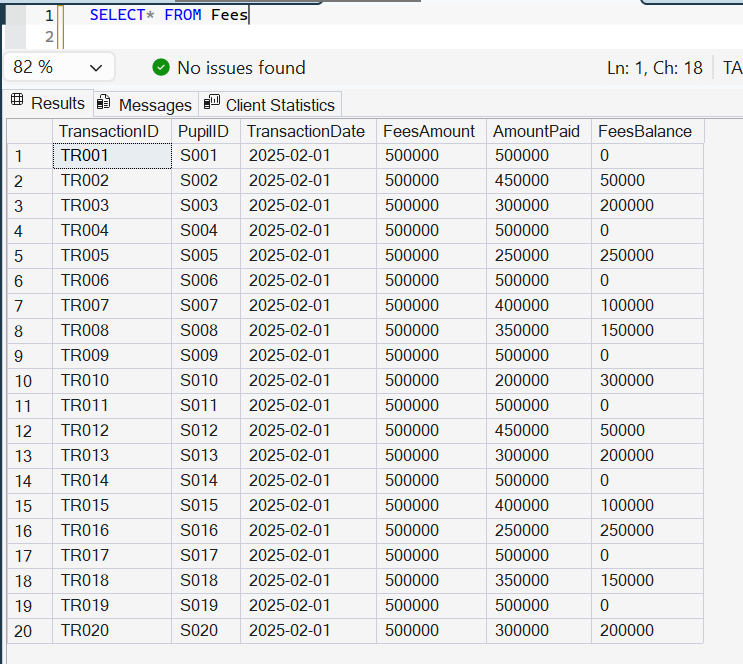 1 SELECT* FROM Fees
2
82 % No issues found Ln: 1, Ch: 18 TA
Results Messages Client Statistics
TransactionID PupilID TransactionDate FeesAmount AmountPaid FeesBalance
1 TR001 S001 2025-02-01 500000 500000 0
2 TR002 S002 2025-02-01 500000 450000 50000
3 TR003 S003 2025-02-01 500000 300000 200000
4 TR004 S004 2025-02-01 500000 500000 0
5 TR005 S005 2025-02-01 500000 250000 250000
6 TR006 S006 2025-02-01 500000 500000 0
7 TR007 S007 2025-02-01 500000 400000 100000
8 TR008 S008 2025-02-01 500000 350000 150000
9 TR009 S009 2025-02-01 500000 500000 0
10 TR010 S010 2025-02-01 500000 200000 300000
11 TR011 S011 2025-02-01 500000 500000 0
12 TR012 S012 2025-02-01 500000 450000 50000
13 TR013 S013 2025-02-01 500000 300000 200000
14 TR014 S014 2025-02-01 500000 500000 0
15 TR015 S015 2025-02-01 500000 400000 100000
16 TR016 S016 2025-02-01 500000 250000 250000
17 TR017 S017 2025-02-01 500000 500000 0
18 TR018 S018 2025-02-01 500000 350000 150000
19 TR019 S019 2025-02-01 500000 500000 0
20 TR020 S020 2025-02-01 500000 300000 200000